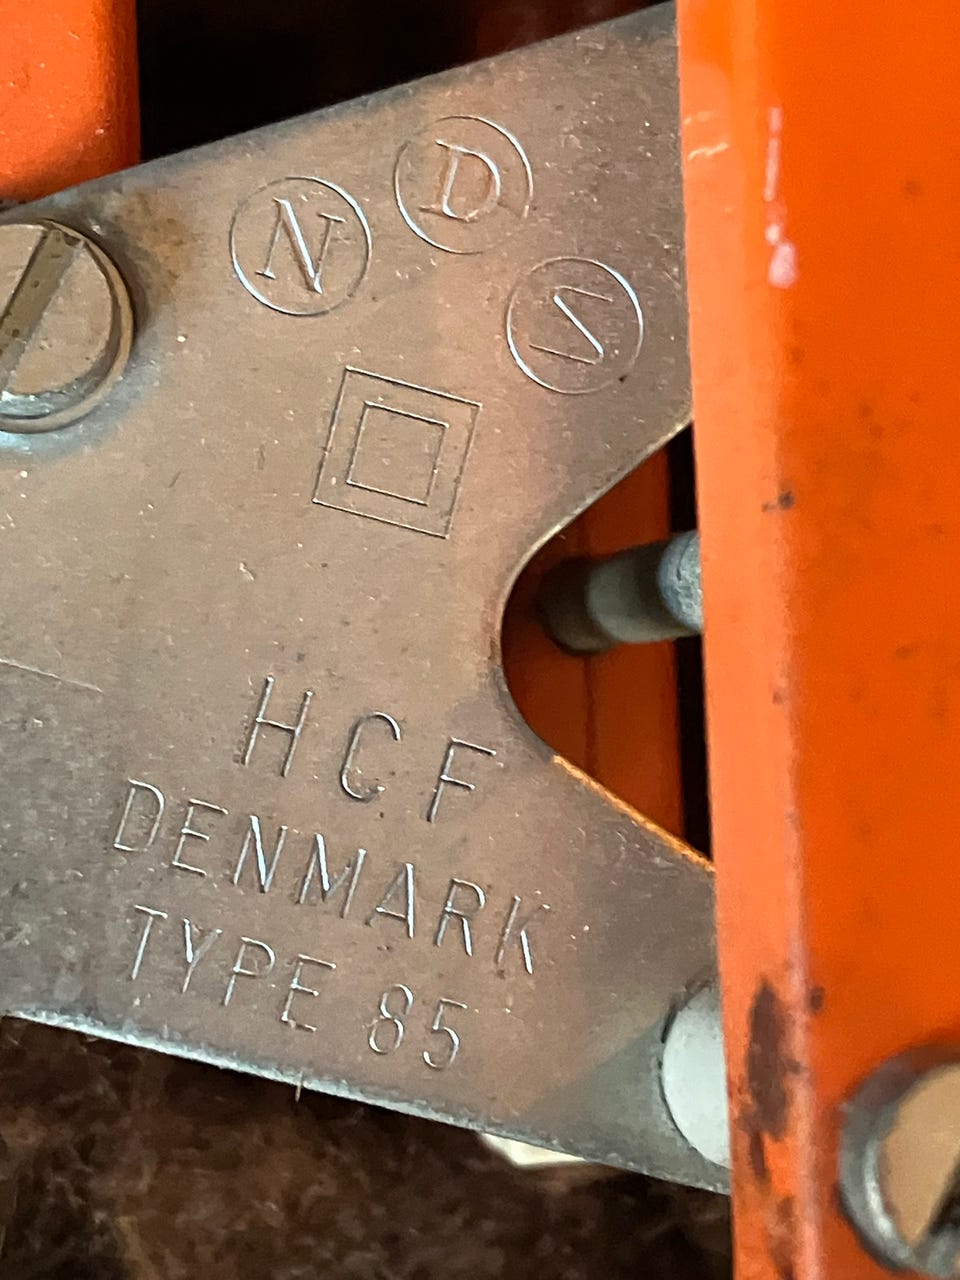 N D S
HCF
DENMARK
TYPE 85